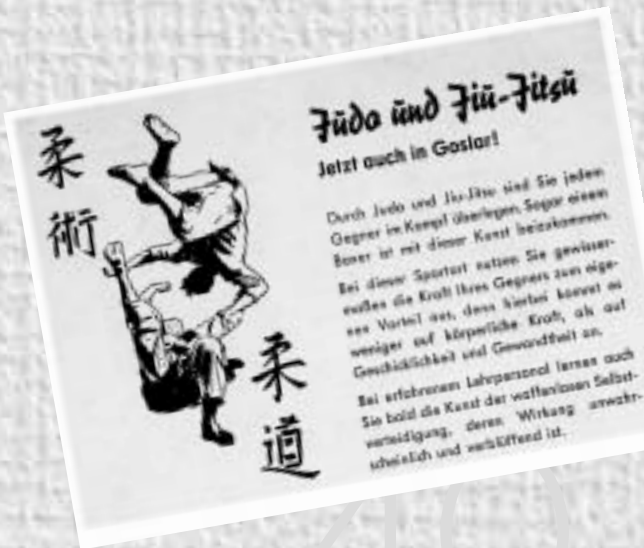 柔
術
柔
道
Jūdo ūnd Jiū-Jitsū
Jetzt auch in Goslar!
Durch Judo und Jiu-Jitsu sind Sie jedem
Gegner im Kampf überlegen. Sogar einem
Boxer ist mit dieser Kunst beizukommen.
Bei dieser Sportart nutzen Sie gewisser-
maßen die Kraft Ihres Gegners zum eige-
nen Vorteil aus, denn hierbei kommt es
weniger auf körperliche Kraft, als auf
Geschicklichkeit und Gewandtheit an.
Bei erfahrenem Lehrpersonal lernen auch
Sie bald die Kunst der waffenlosen Selbst-
verteidigung, deren Wirkung unwahr-
scheinlich und verblüffend ist.
40